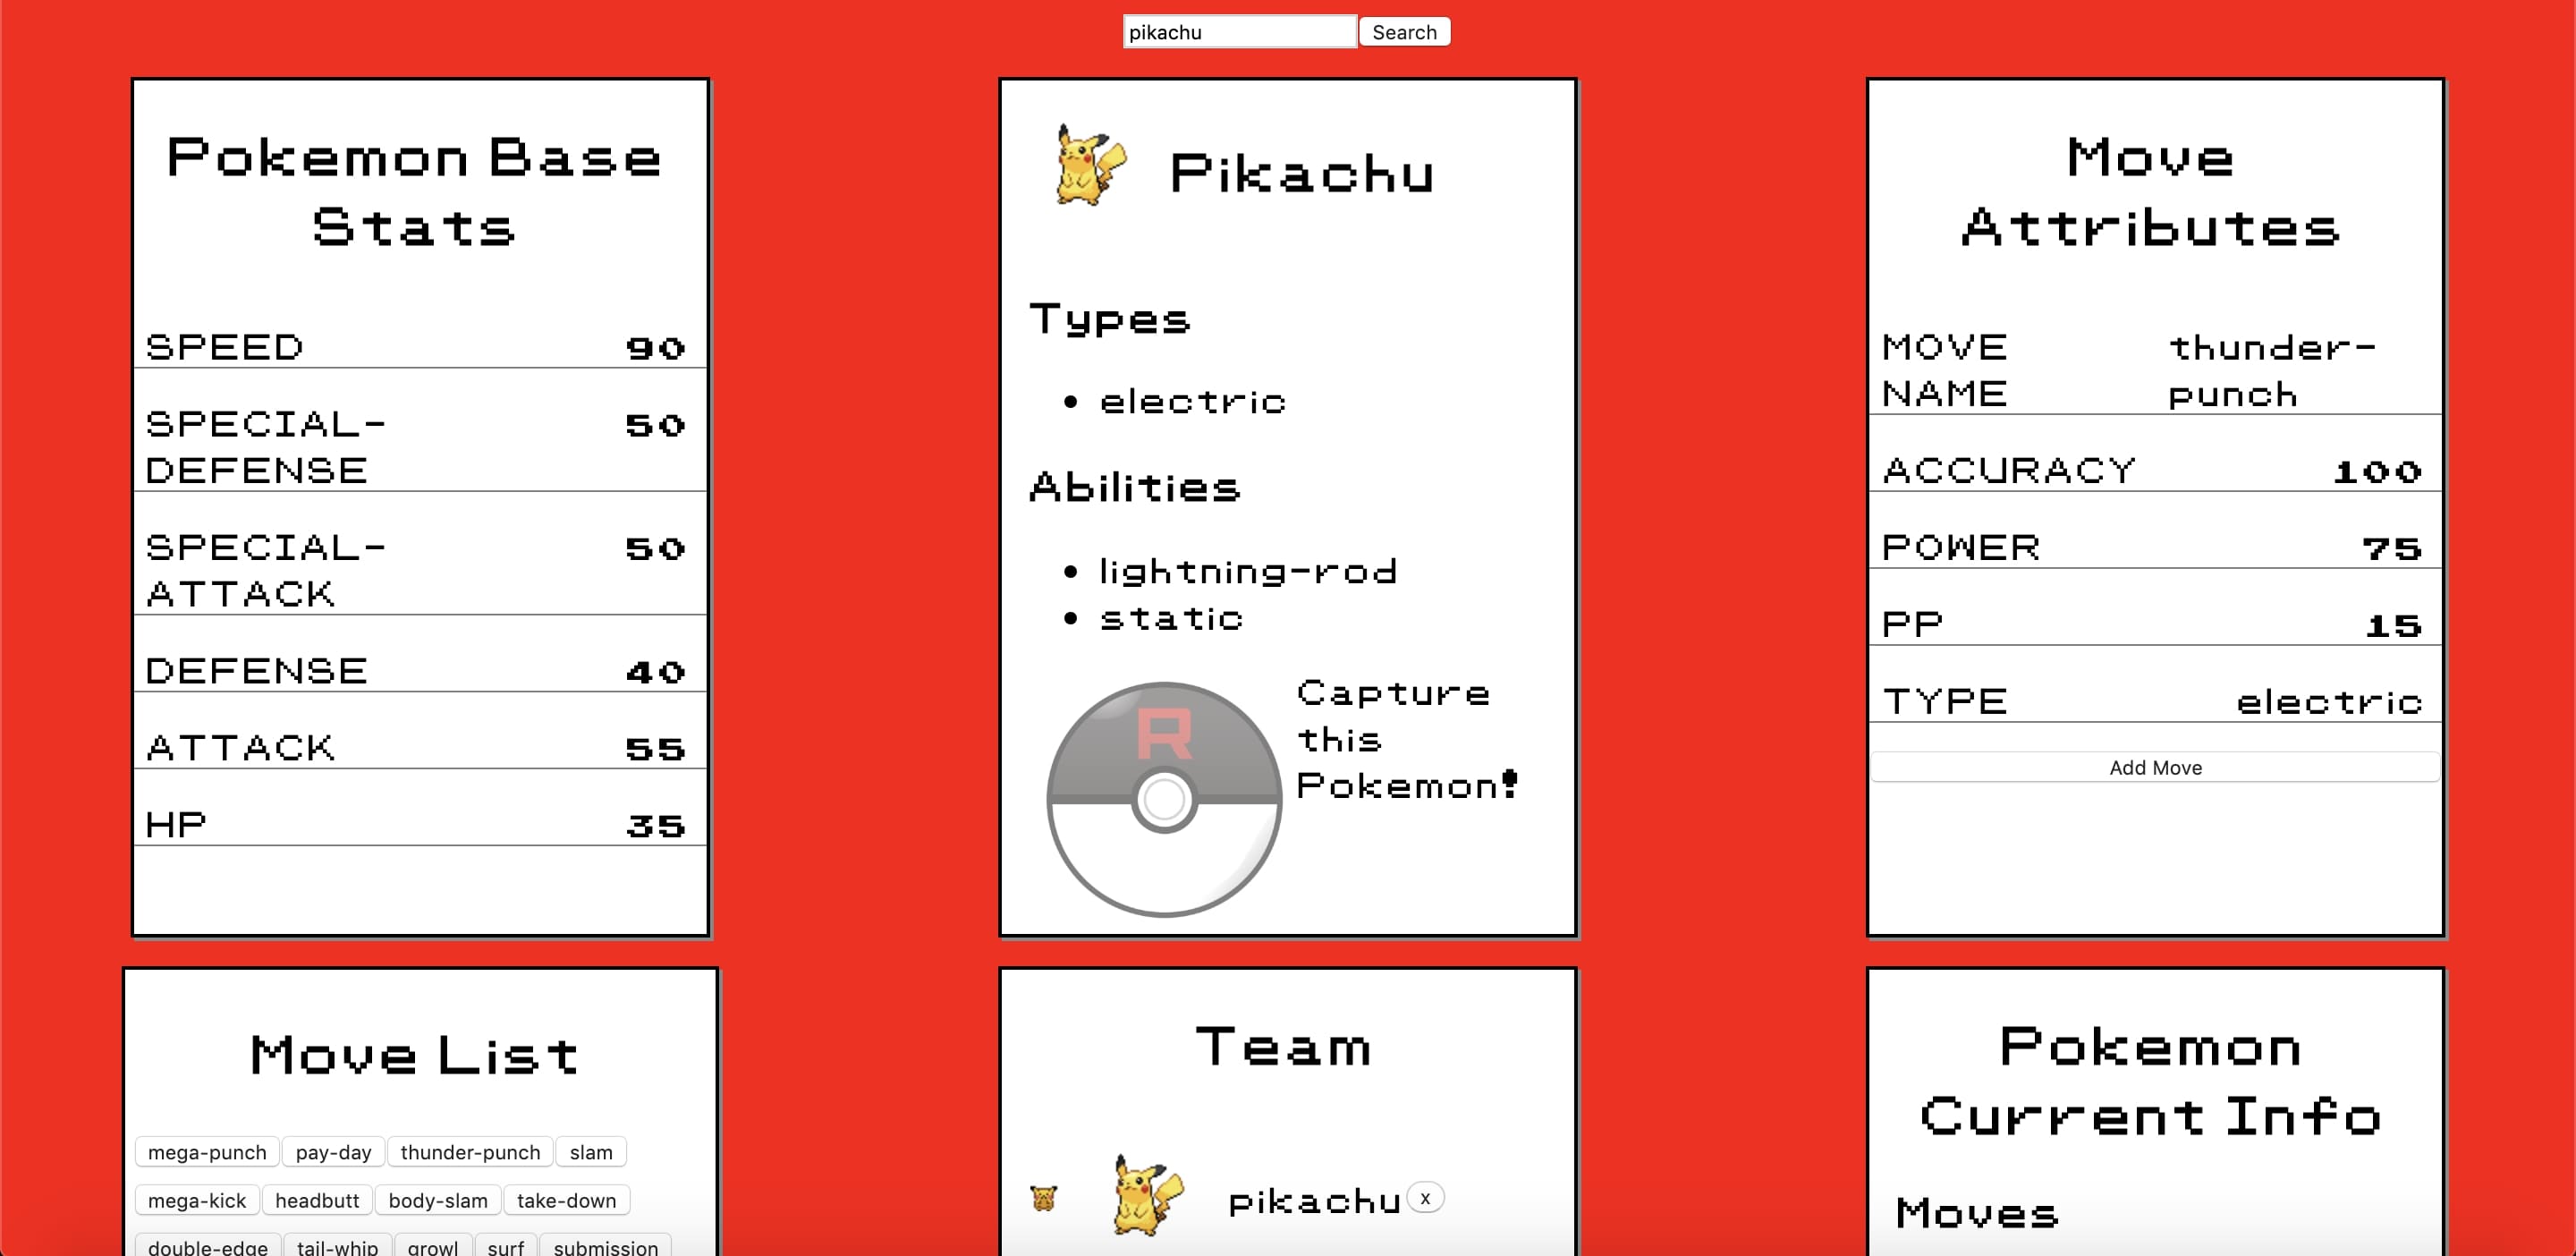 pikachu Search
Pokemon Base
Stats
SPEED 90
SPECIAL-
DEFENSE 50
SPECIAL-
ATTACK 50
DEFENSE 40
ATTACK 55
HP 35
Pikachu
Types
• electric
Abilities
• lightning-rod
• static
R
Capture
this
Pokemon!
Move
Attributes
MOVE
NAME
thunder-
punch
ACCURACY 100
POWER 75
PP 15
TYPE electric
Add Move
Move List
mega-punch pay-day thunder-punch slam
mega-kick headbutt body-slam take-down
double-edge tail-whip growl surf submission
Team
pikachu x
Pokemon
Current Info
Moves